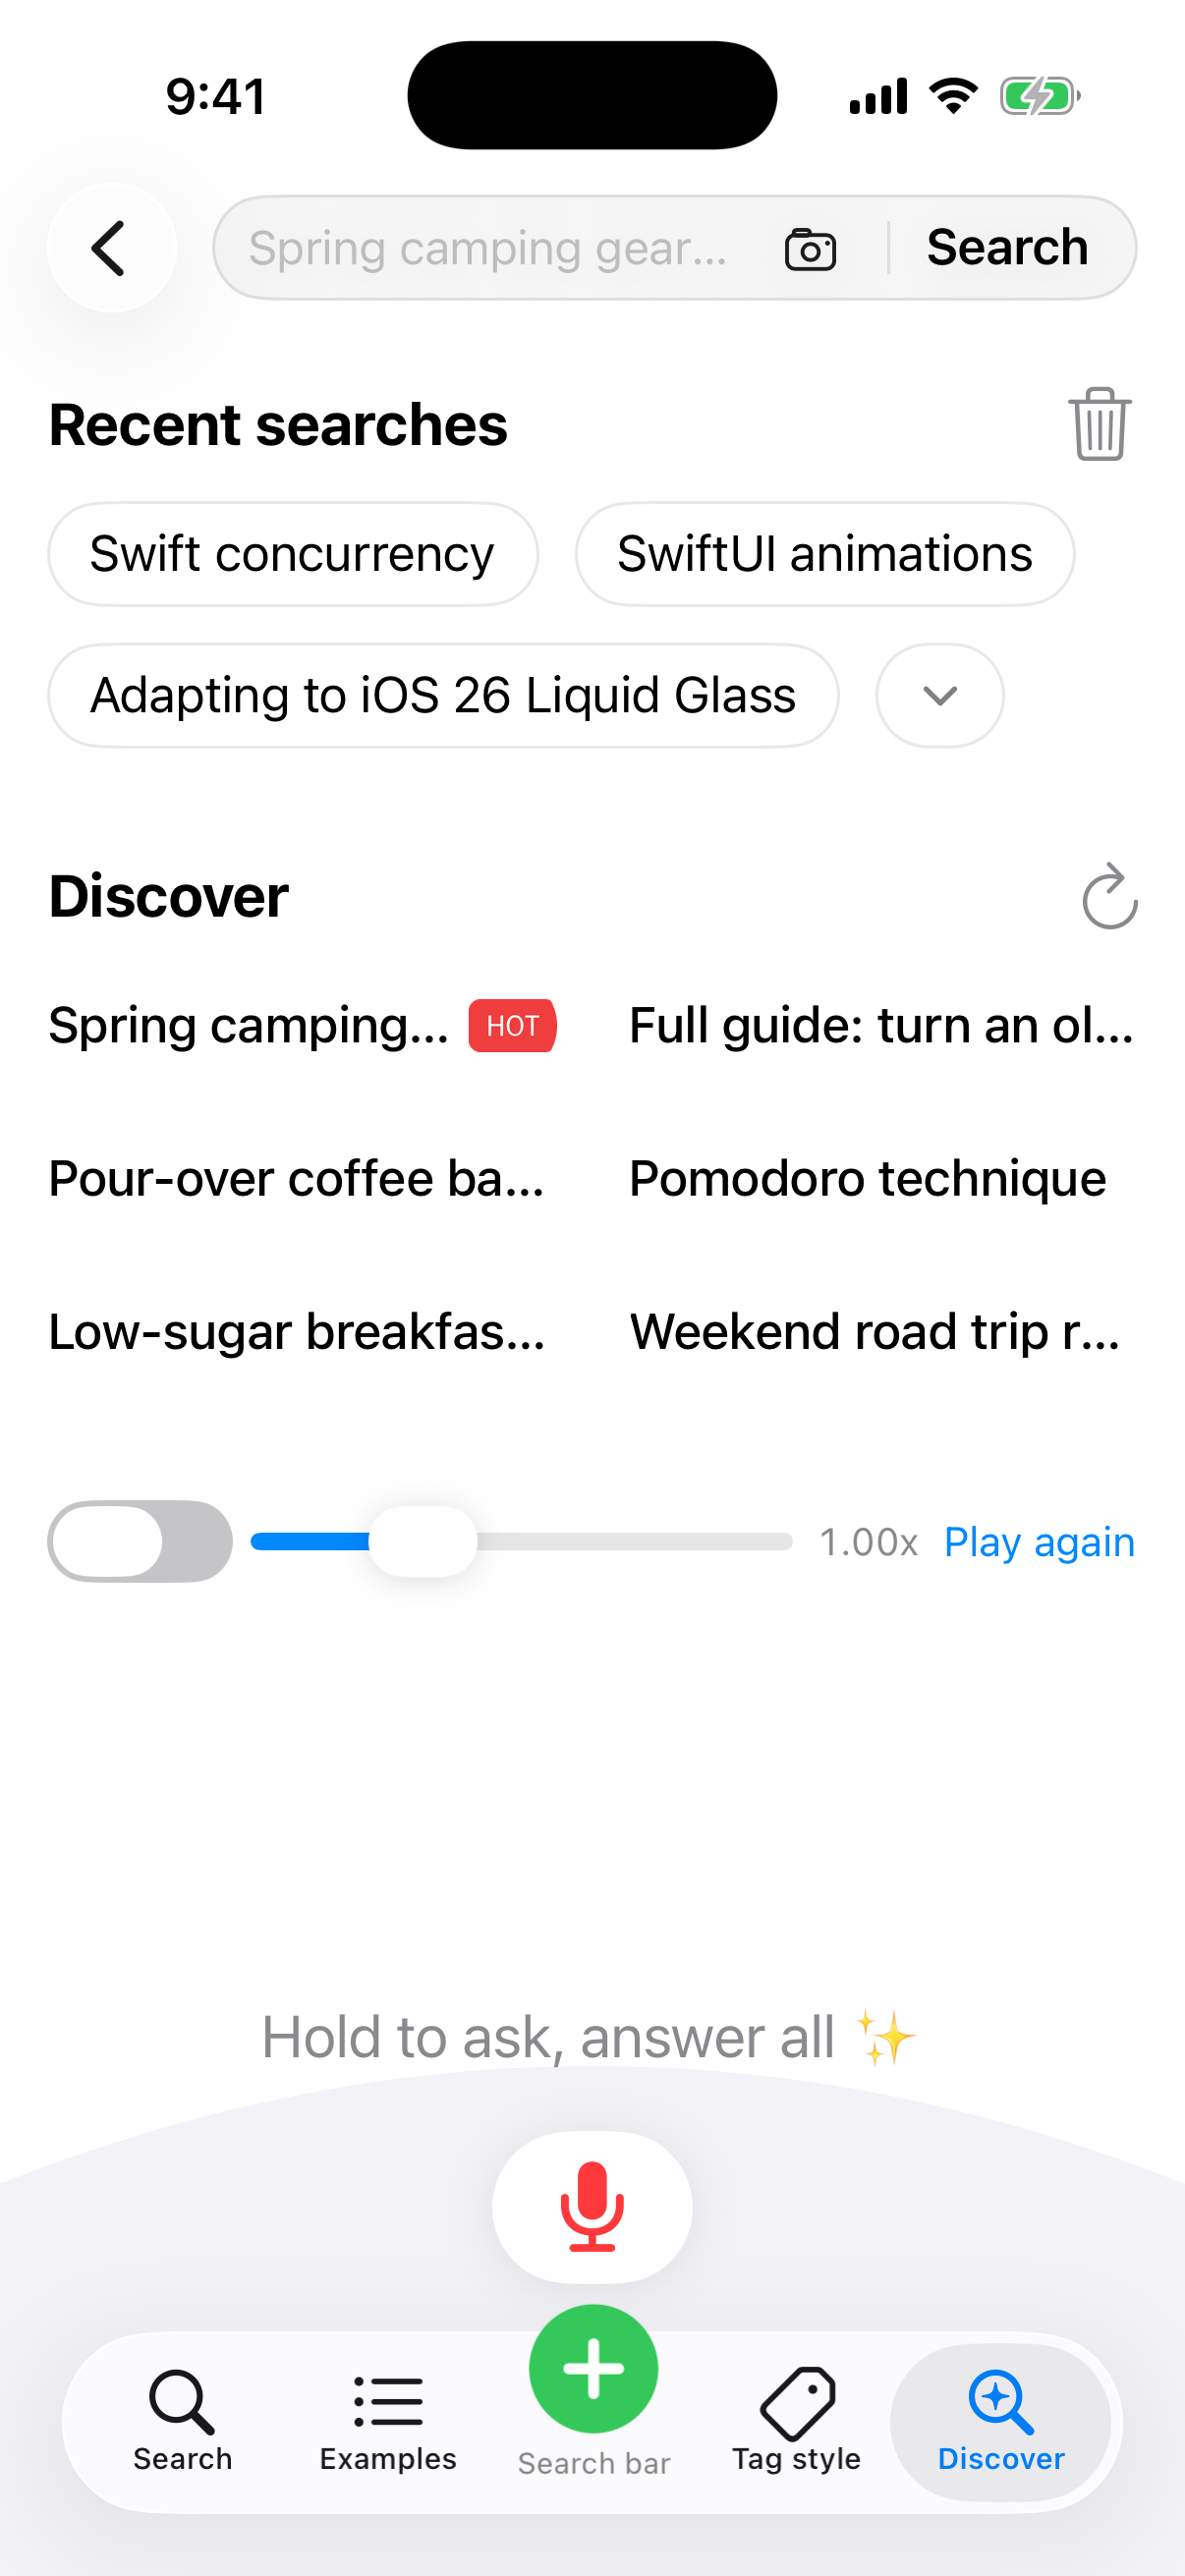 9:41
Spring camping gear...
Search
Recent searches
Swift concurrency
SwiftUI animations
Adapting to iOS 26 Liquid Glass
Discover
Spring camping... HOT
Full guide: turn an ol...
Pour-over coffee ba...
Pomodoro technique
Low-sugar breakfas...
Weekend road trip r...
1.00x Play again
Hold to ask, answer all ✨
Search
Examples
Search bar
Tag style
Discover